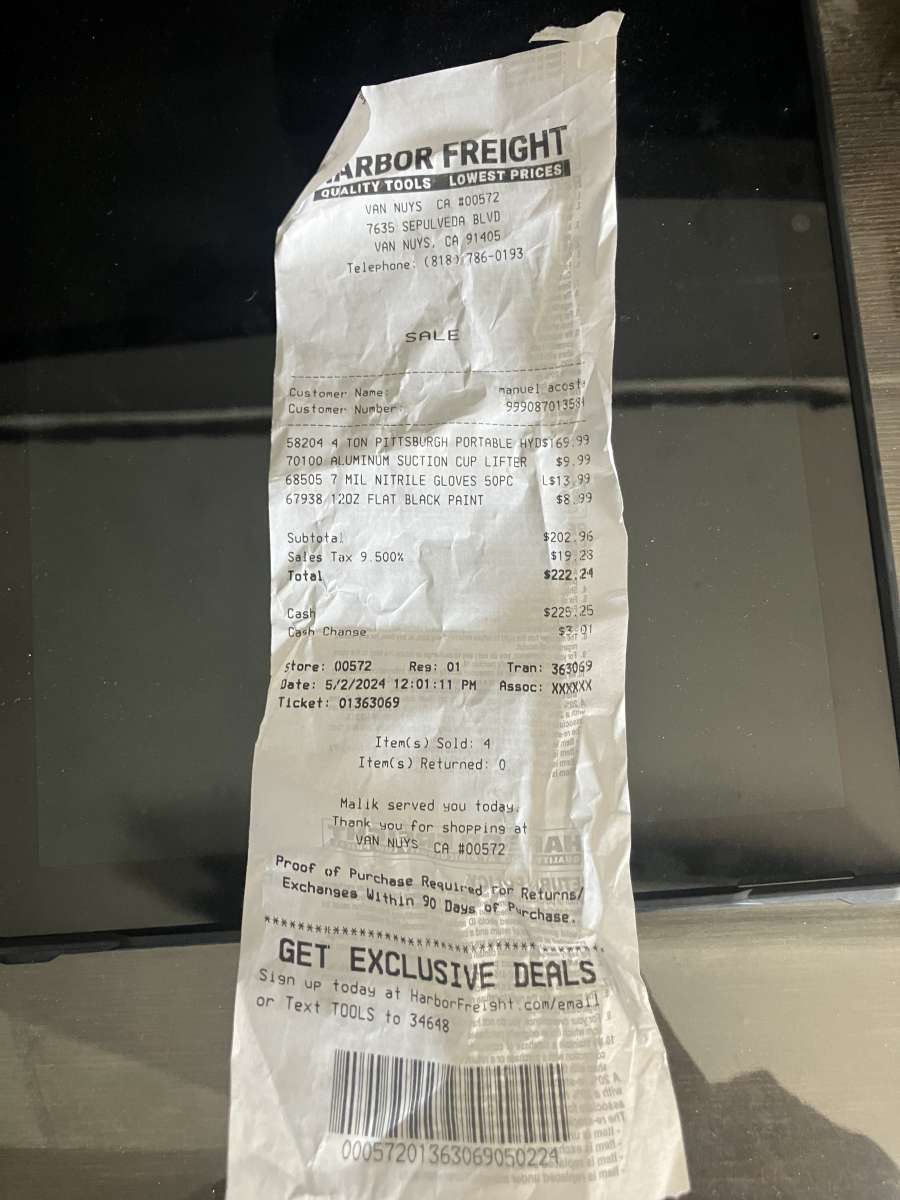 HARBOR FREIGHT
QUALITY TOOLS LOWEST PRICES
VAN NUYS CA #00572
7635 SEPULVEDA BLVD
VAN NUYS, CA 91405
Telephone: (818) 786-0193
SALE
Customer Name: manuel acosta
Customer Number: 999087013584
58204 4 TON PITTSBURGH PORTABLE HYD$169.99
70100 ALUMINUM SUCTION CUP LIFTER $9.99
68505 7 MIL NITRILE GLOVES 50PC L$13.99
67938 12OZ FLAT BLACK PAINT $8.99
Subtotal $202.96
Sales Tax 9.500% $19.28
Total $222.24
Cash $225.25
Cash Change $3.01
Store: 00572 Reg: 01 Tran: 363069
Date: 5/2/2024 12:01:11 PM Assoc: XXXXXX
Ticket: 01363069
Item(s) Sold: 4
Item(s) Returned: 0
Malik served you today.
Thank you for shopping at
VAN NUYS CA #00572
Proof of Purchase Required for Returns/
Exchanges Within 90 Days of Purchase.
GET EXCLUSIVE DEALS
Sign up today at HarborFreight.com/email
or Text TOOLS to 34648
00057201363069050224